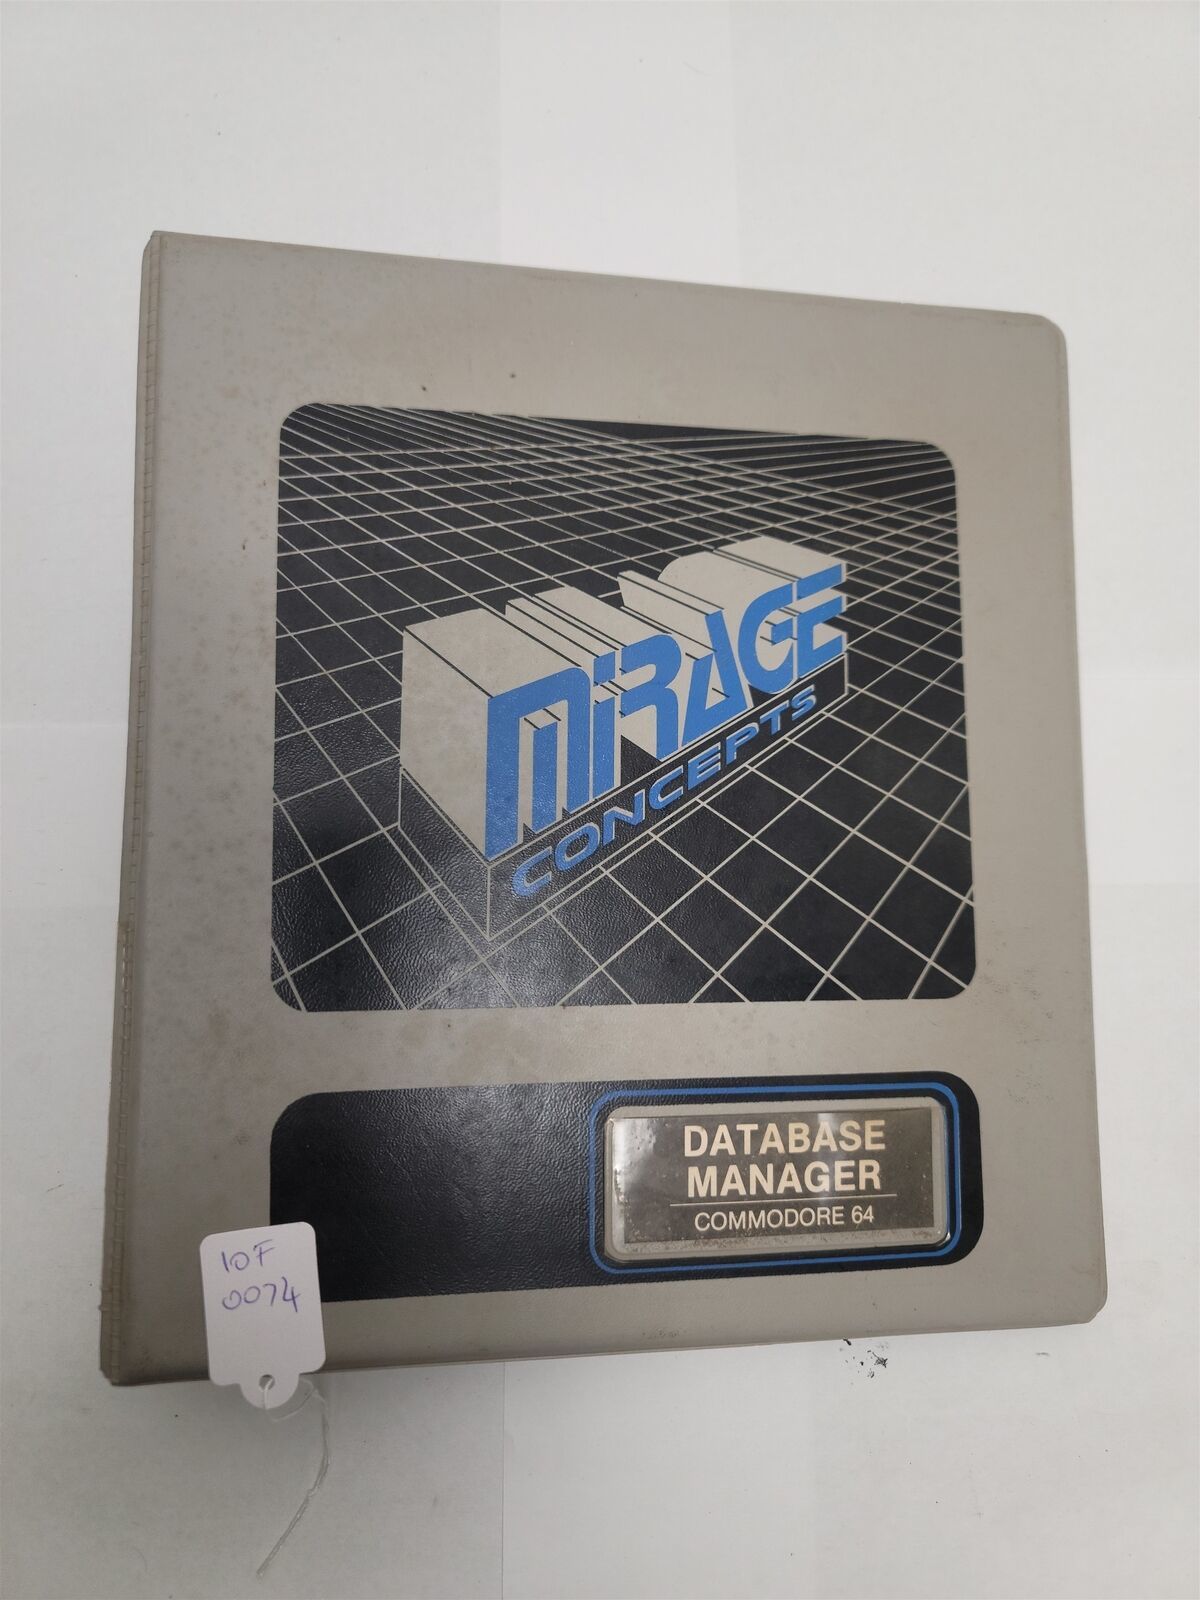 MIRAGE
CONCEPTS
DATABASE
MANAGER
COMMODORE 64
10F
0074